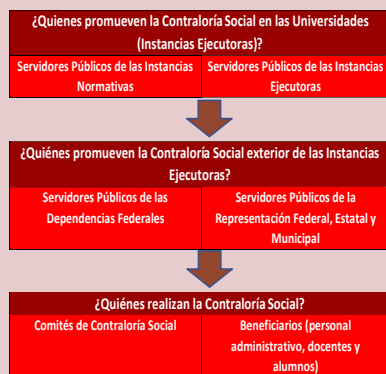 ¿Quienes promueven la Contraloría Social en las Universidades
(Instancias Ejecutoras)?
Servidores Públicos de las Instancias
Normativas
Servidores Públicos de las Instancias
Ejecutoras
¿Quiénes promueven la Contraloría Social exterior de las Instancias
Ejecutoras?
Servidores Públicos de las
Dependencias Federales
Servidores Públicos de la
Representación Federal, Estatal y
Municipal
¿Quiénes realizan la Contraloría Social?
Comités de Contraloría Social
Beneficiarios (personal
administrativo, docentes y
alumnos)